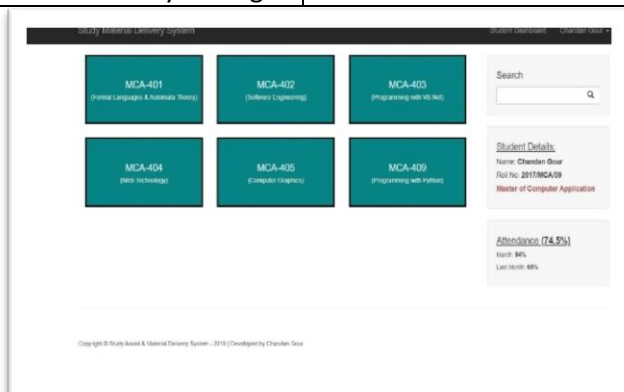 Study Material Delivery System
Student Dashboard Chandan Gour
MCA-401
(Formal Languages & Automata Theory)
MCA-402
(Software Engineering)
MCA-403
(Programming with VB.Net)
MCA-404
(Web Technology)
MCA-405
(Computer Graphics)
MCA-409
(Programming with Python)
Search
Student Details:
Name: Chandan Gour
Roll No: 2017/MCA/09
Master of Computer Application
Attendance (74.5%)
March: 84%
Last Month: 65%
Copyright © Study Assist & Material Delivery System - 2019 | Developed by Chandan Gour